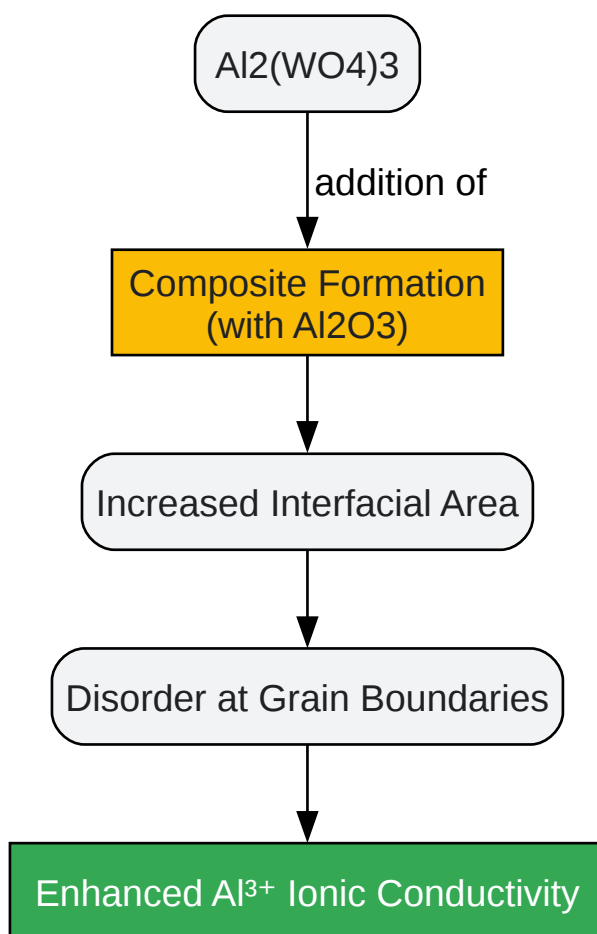 Al2(WO4)3
addition of
Composite Formation
(with Al2O3)
Increased Interfacial Area
Disorder at Grain Boundaries
Enhanced Al³⁺ Ionic Conductivity